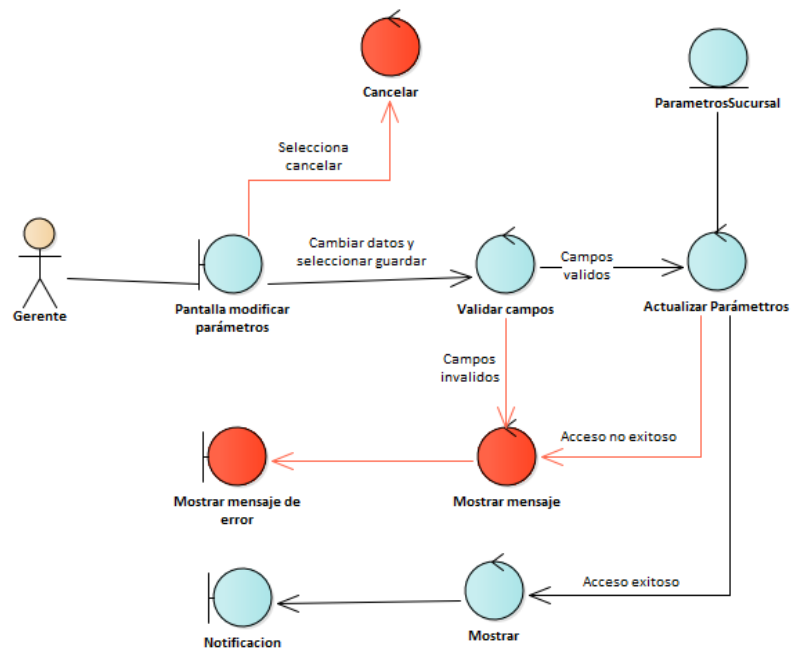 Cancelar
ParametrosSucursal
Selecciona
cancelar
Cambiar datos y
seleccionar guardar
Campos
validos
Gerente
Pantalla modificar
parámetros
Validar campos
Actualizar Parámettros
Campos
invalidos
Acceso no exitoso
Mostrar mensaje de
error
Mostrar mensaje
Acceso exitoso
Notificacion
Mostrar